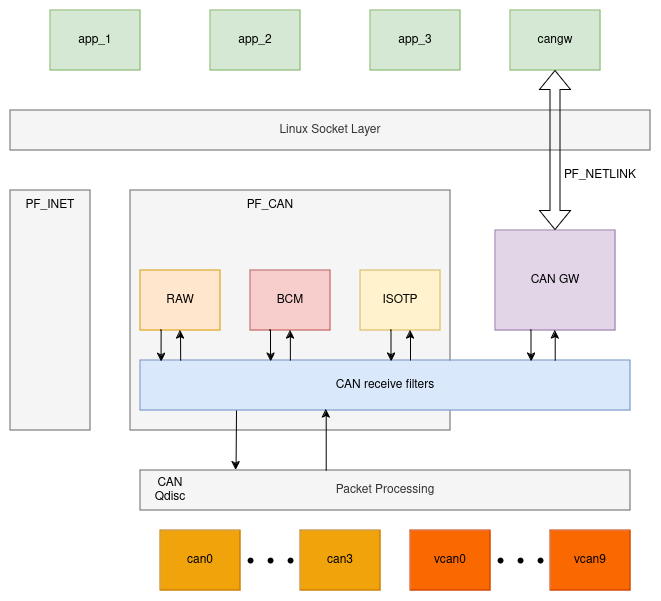 app_1
app_2
app_3
cangw
Linux Socket Layer
PF_NETLINK
PF_INET
PF_CAN
RAW
BCM
ISOTP
CAN GW
CAN receive filters
CAN
Qdisc
Packet Processing
can0
can3
vcan0
vcan9